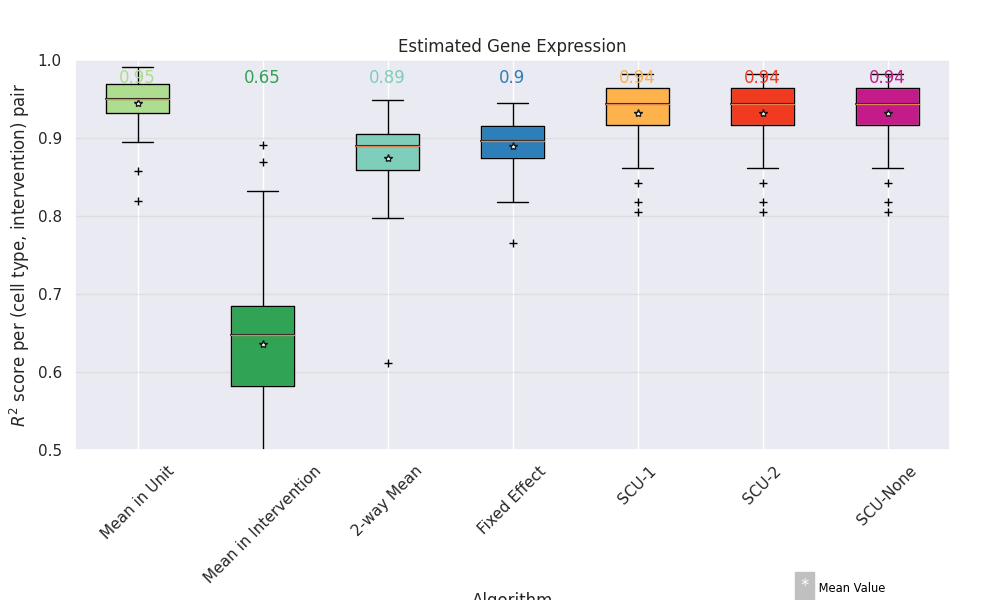 Estimated Gene Expression
1.0
0.9
0.8
0.7
0.6
0.5
R² score per (cell type, intervention) pair
0.95
0.65
0.89
0.9
0.94
0.94
0.94
Mean in Unit
Mean in Intervention
2-way Mean
Fixed Effect
SCU-1
SCU-2
SCU-None
Algorithm
* Mean Value